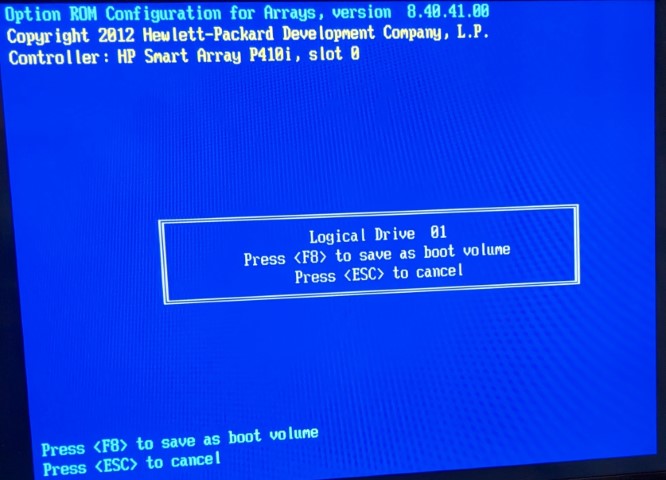 Option ROM Configuration for Arrays, version 8.40.41.00
Copyright 2012 Hewlett-Packard Development Company, L.P.
Controller: HP Smart Array P410i, slot 0
Logical Drive 01
Press <F8> to save as boot volume
Press <ESC> to cancel
Press <F8> to save as boot volume
Press <ESC> to cancel